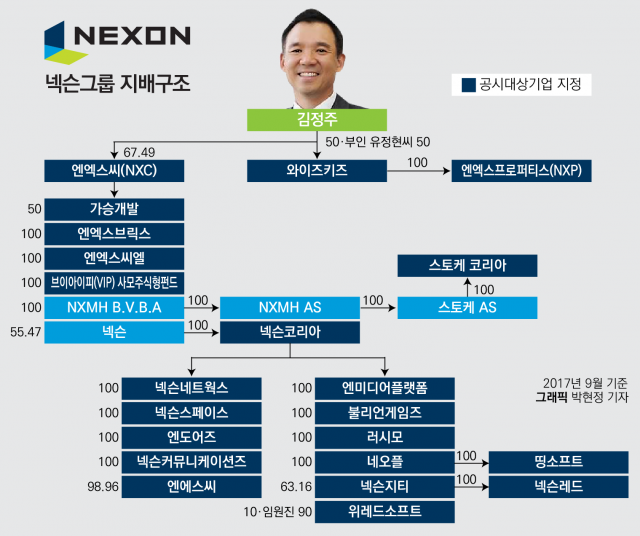 NEXON
넥슨그룹 지배구조
공시대상기업 지정
김정주
50·부인 유정현씨 50
67.49
엔엑스씨(NXC)
와이즈키즈
100
엔엑스프로퍼티스(NXP)
50
가승개발
100
엔엑스브릭스
100
엔엑스씨엘
100
브이아이피(VIP) 사모주식형펀드
스토케 코리아
100
100
NXMH B.V.B.A
100
NXMH AS
100
스토케 AS
55.47
넥슨
100
넥슨코리아
100
넥슨네트웍스
100
엔미디어플랫폼
2017년 9월 기준
그래픽 박현정 기자
100
넥슨스페이스
100
불리언게임즈
100
엔도어즈
100
러시모
100
넥슨커뮤니케이션즈
100
네오플
100
띵소프트
98.96
엔에스씨
63.16
넥슨지티
100
넥슨레드
10·임원진 90
위레드소프트